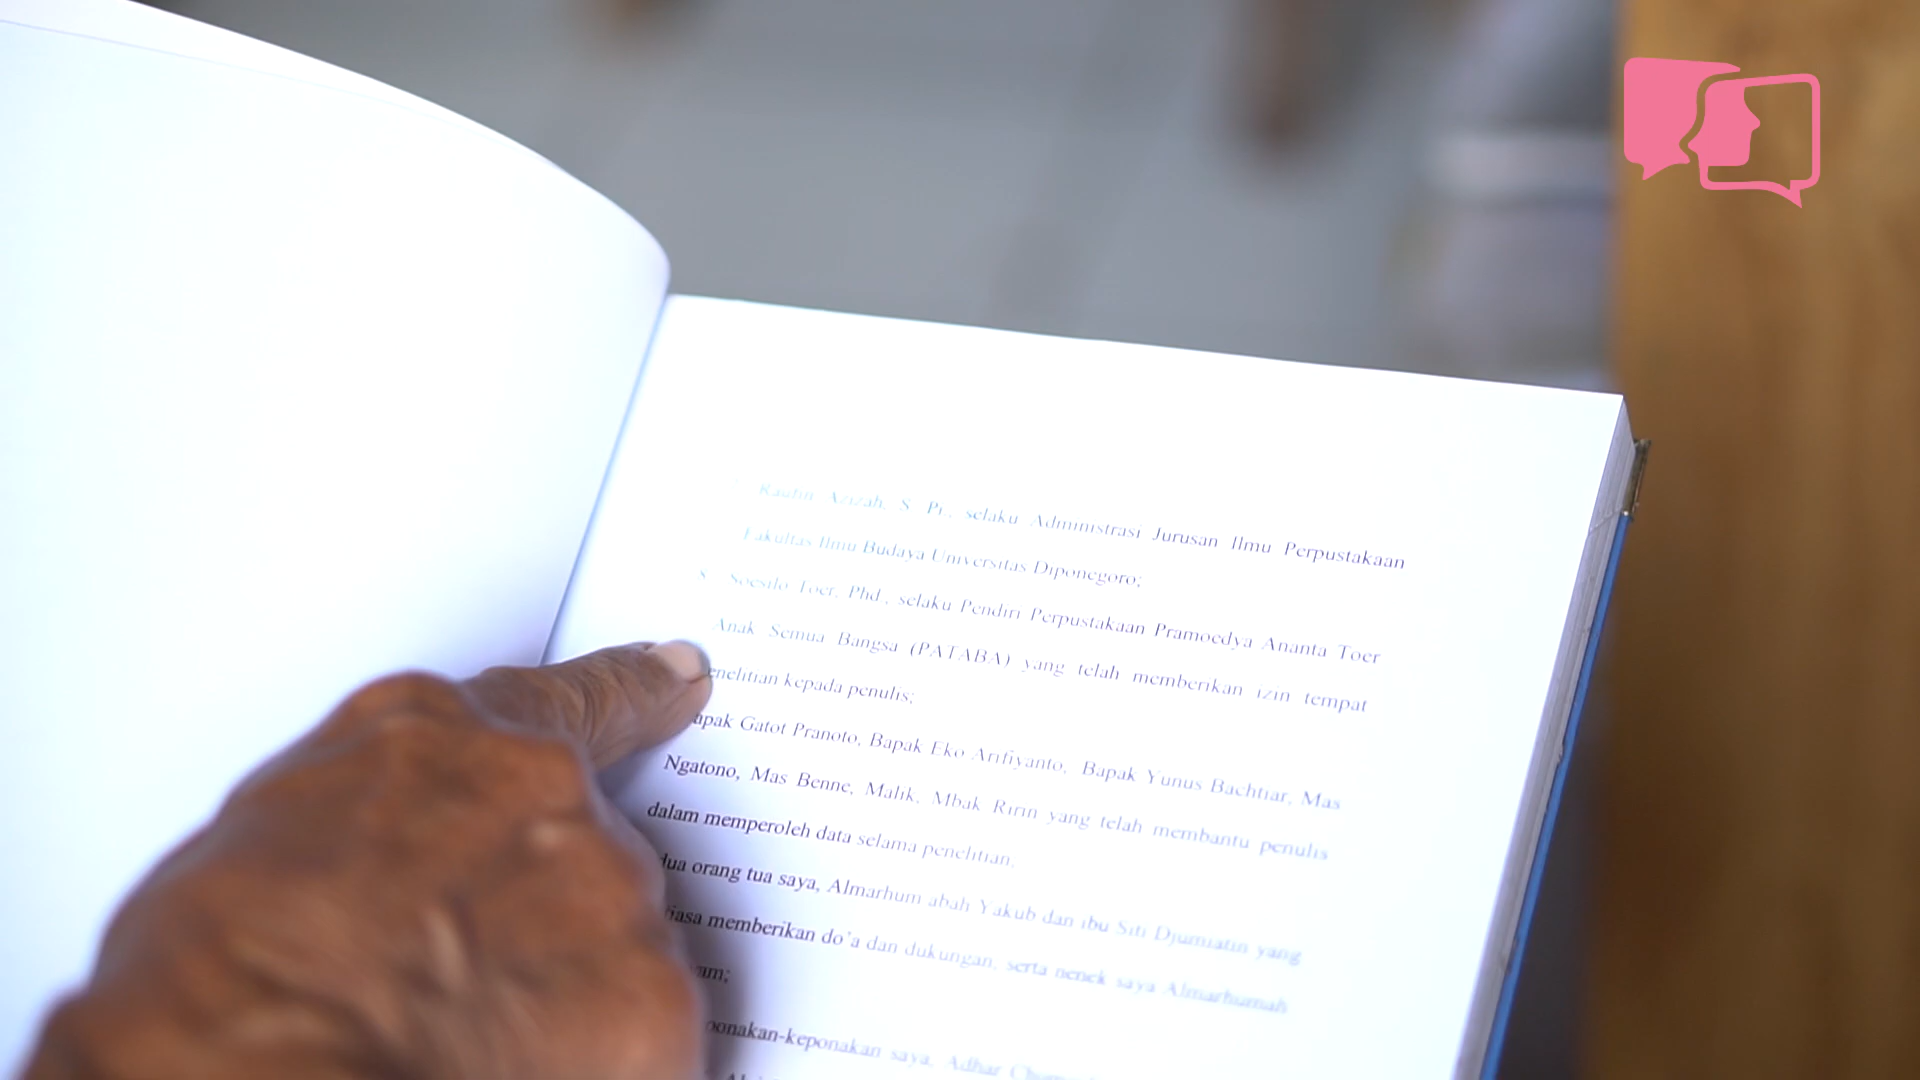 Azizah, S. Pi., selaku Administrasi Jurusan Ilmu Perpustakaan
Fakultas Ilmu Budaya Universitas Diponegoro;
Soesilo Toer, Phd., selaku Pendiri Perpustakaan Pramoedya Ananta Toer
Anak Semua Bangsa (PATABA) yang telah memberikan izin tempat
enelitian kepada penulis;
apak Gatot Pranoto, Bapak Eko Arifiyanto, Bapak Yunus Bachtiar, Mas
Ngatono, Mas Benne, Malik, Mbak Ririn yang telah membantu penulis
dalam memperoleh data selama penelitian.
dua orang tua saya, Almarhum abah Yakub dan ibu Siti Djumiatin yang
iasa memberikan do'a dan dukungan, serta nenek saya Almarhumah
am;
ponakan-keponakan saya, Adhar